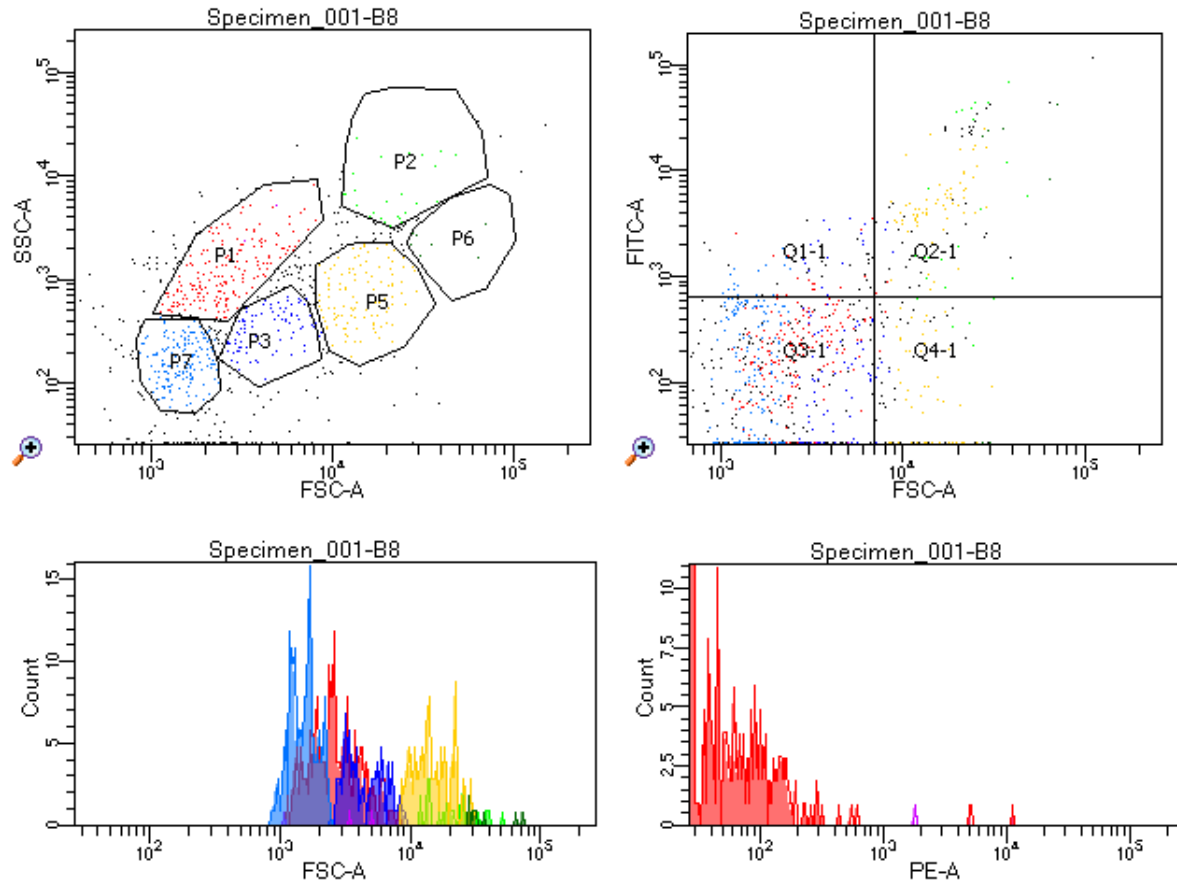 Specimen_001-B8
SSC-A
10⁵
10⁴
10³
10²
P1
P2
P3
P5
P6
P7
10³
10⁴
10⁵
FSC-A
Specimen_001-B8
FITC-A
10⁵
10⁴
10³
10²
Q1-1
Q2-1
Q3-1
Q4-1
10³
10⁴
10⁵
FSC-A
Specimen_001-B8
Count
15
10
5
0
10²
10³
10⁴
10⁵
FSC-A
Specimen_001-B8
Count
10
7.5
5
2.5
0
10²
10³
10⁴
10⁵
PE-A